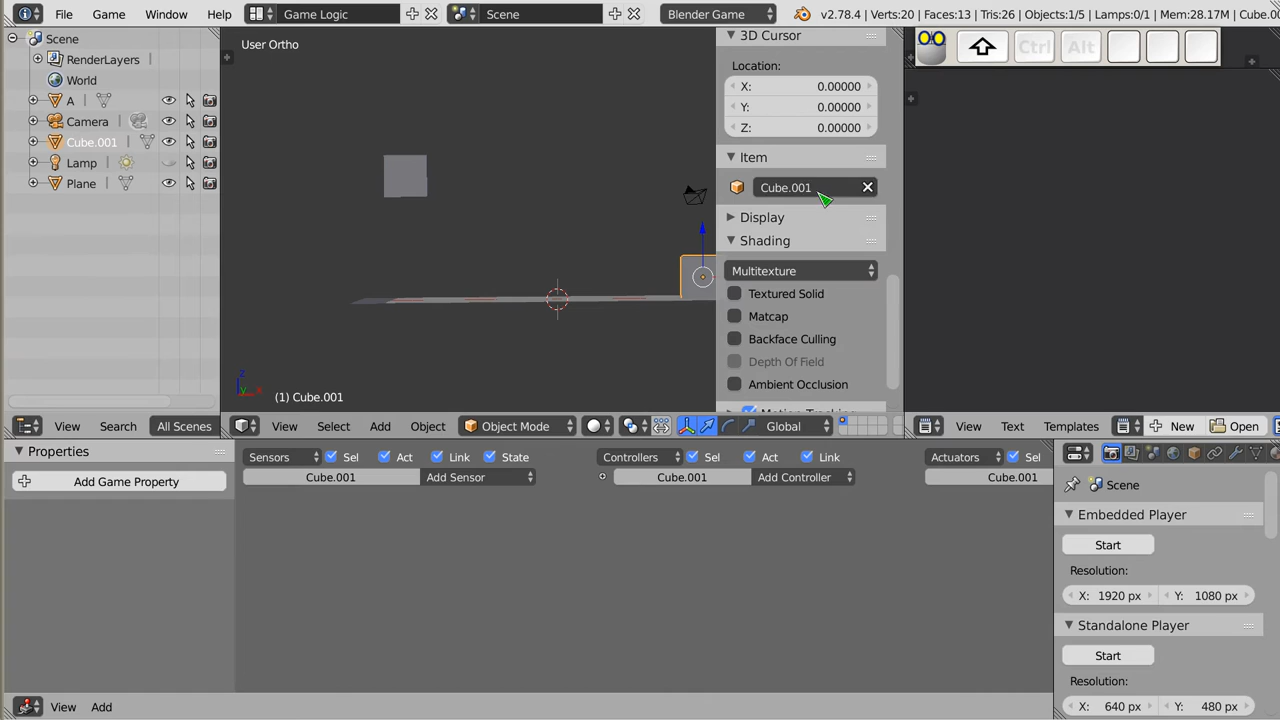 File Game Window Help Game Logic Scene Blender Game v2.78.4 | Verts:20 | Faces:13 | Tris:26 | Objects:1/5 | Lamps:0/1 | Mem:28.17M | Cube.00
Scene
RenderLayers
World
A
Camera
Cube.001
Lamp
Plane
View Search All Scenes
User Ortho
(1) Cube.001
3D Cursor
Location:
X: 0.00000
Y: 0.00000
Z: 0.00000
Item
Cube.001
Display
Shading
Multitexture
Textured Solid
Matcap
Backface Culling
Depth Of Field
Ambient Occlusion
Motion Tracking
View Select Add Object Object Mode Global
Ctrl Alt
View Text Templates New Open
Properties
Add Game Property
Sensors Sel Act Link State
Cube.001 Add Sensor
Controllers Sel Act Link
Cube.001 Add Controller
Actuators Sel
Cube.001
View Add
Scene
Embedded Player
Start
Resolution:
X: 1920 px Y: 1080 px
Standalone Player
Start
Resolution:
X: 640 px Y: 480 px